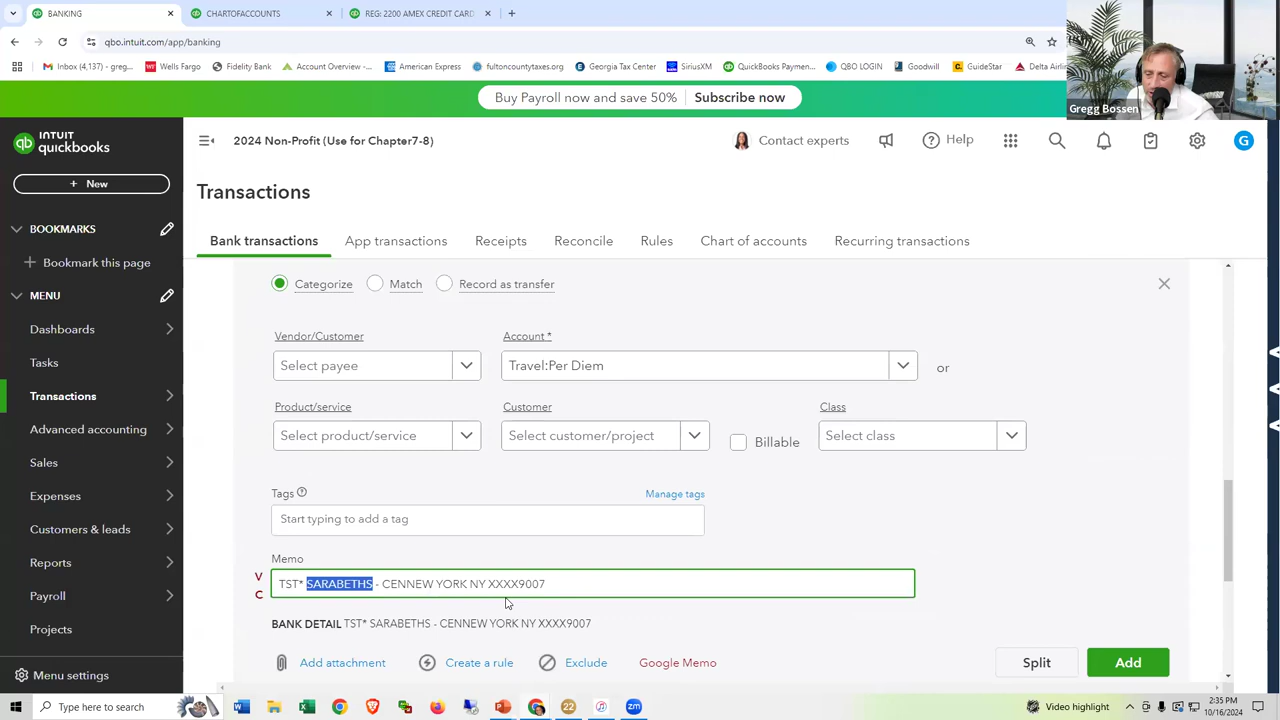 BANKING
CHARTOFACCOUNTS
REG: 2200 AMEX CREDIT CARD
qbo.intuit.com/app/banking
Inbox (4,137) - greg...
Wells Fargo
Fidelity Bank
Account Overview -...
American Express
fultoncountytaxes.org
Georgia Tax Center
SiriusXM
QuickBooks Paymen...
QBO LOGIN
Goodwill
GuideStar
Delta Airli
Gregg Bossen
Buy Payroll now and save 50%
Subscribe now
INTUIT
quickbooks
2024 Non-Profit (Use for Chapter7-8)
Contact experts
Help
G
+ New
Transactions
BOOKMARKS
Bookmark this page
MENU
Dashboards
Tasks
Transactions
Advanced accounting
Sales
Expenses
Customers & leads
Reports
Payroll
Projects
Menu settings
Bank transactions
App transactions
Receipts
Reconcile
Rules
Chart of accounts
Recurring transactions
Categorize
Match
Record as transfer
Vendor/Customer
Account *
Select payee
Travel:Per Diem
or
Product/service
Customer
Class
Select product/service
Select customer/project
Billable
Select class
Tags
Manage tags
Start typing to add a tag
Memo
V
C
TST* SARABETHS - CENNEW YORK NY XXXX9007
BANK DETAIL TST* SARABETHS - CENNEW YORK NY XXXX9007
Add attachment
Create a rule
Exclude
Google Memo
Split
Add
Type here to search
22
zm
Video highlight
2:35 PM
10/16/2024